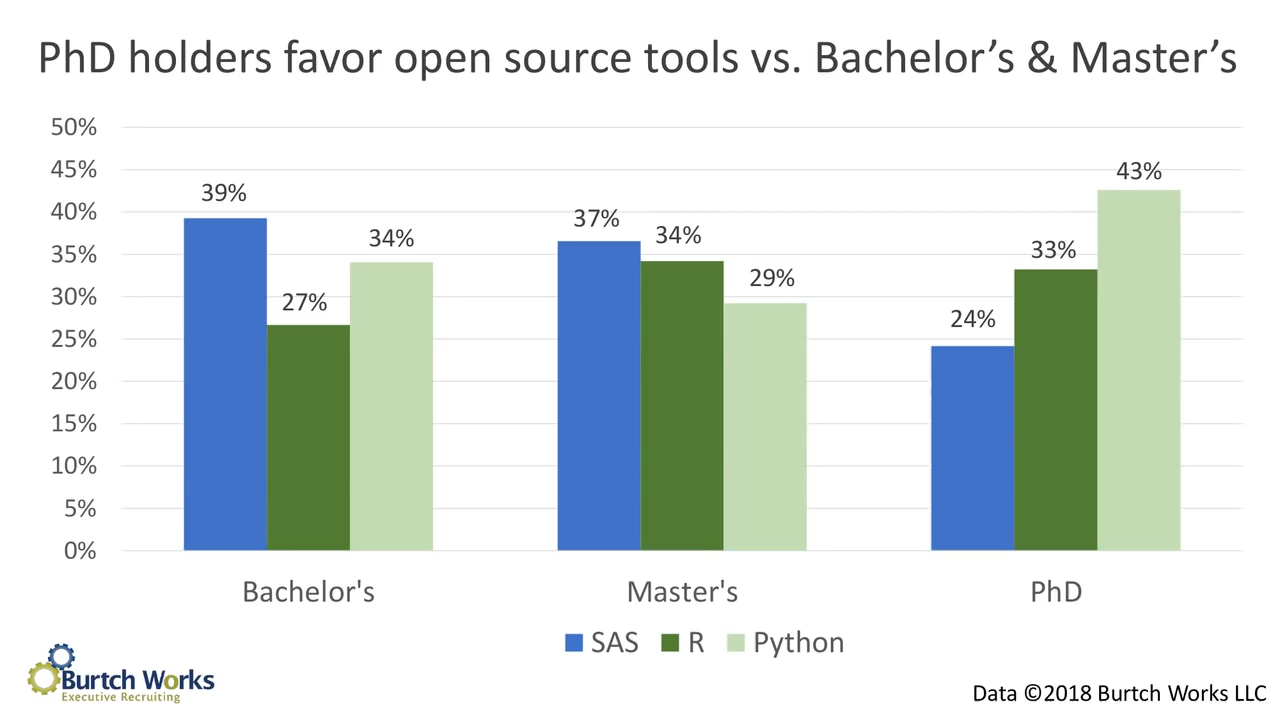 PhD holders favor open source tools vs. Bachelor’s & Master’s
50%
45%
40%
35%
30%
25%
20%
15%
10%
5%
0%
39%
27%
34%
37%
34%
29%
24%
33%
43%
Bachelor's
Master's
PhD
SAS
R
Python
Burtch Works
Executive Recruiting
Data ©2018 Burtch Works LLC